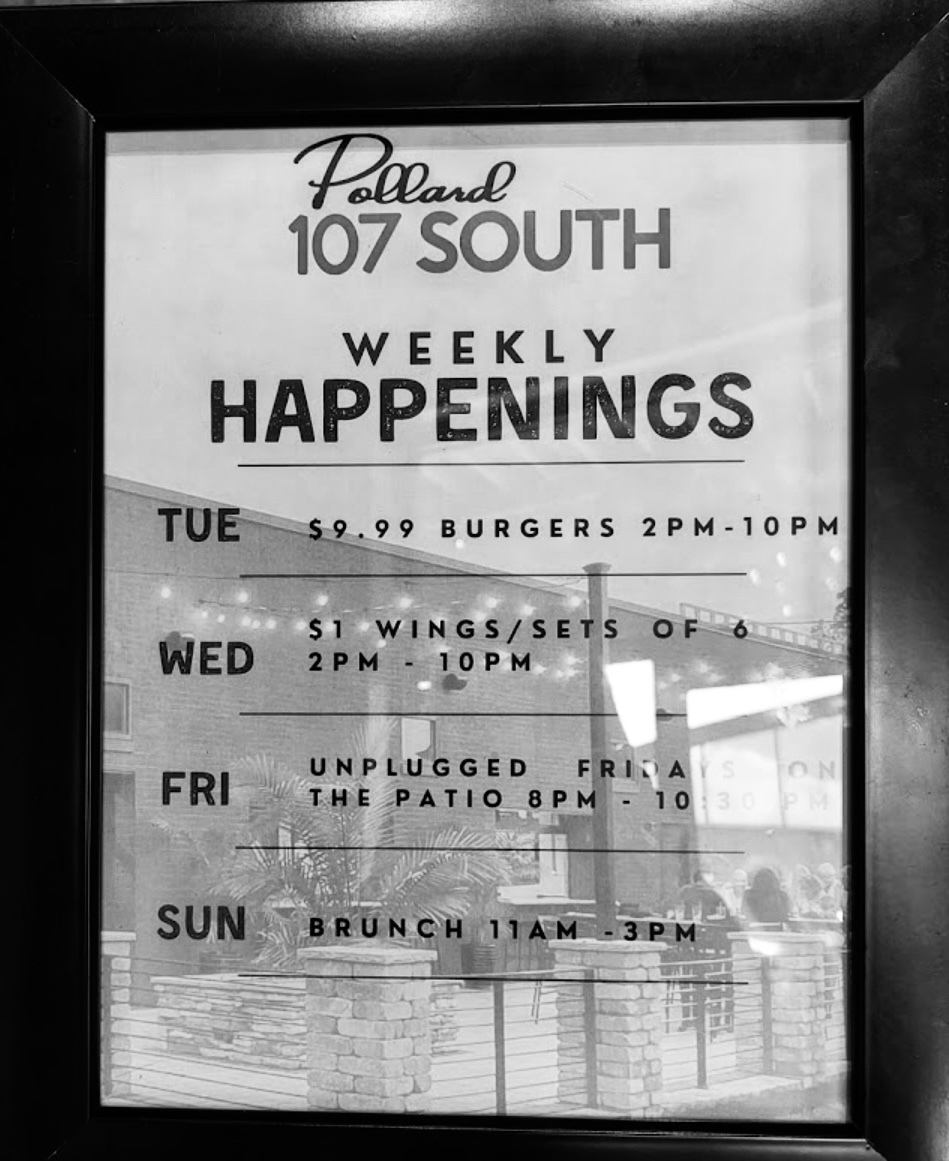 Pollard
107 SOUTH
WEEKLY
HAPPENINGS
TUE $9.99 BURGERS 2PM-10PM
WED $1 WINGS/SETS OF 6
2PM - 10PM
FRI UNPLUGGED FRIDAYS ON
THE PATIO 8PM - 10:30 PM
SUN BRUNCH 11AM -3PM